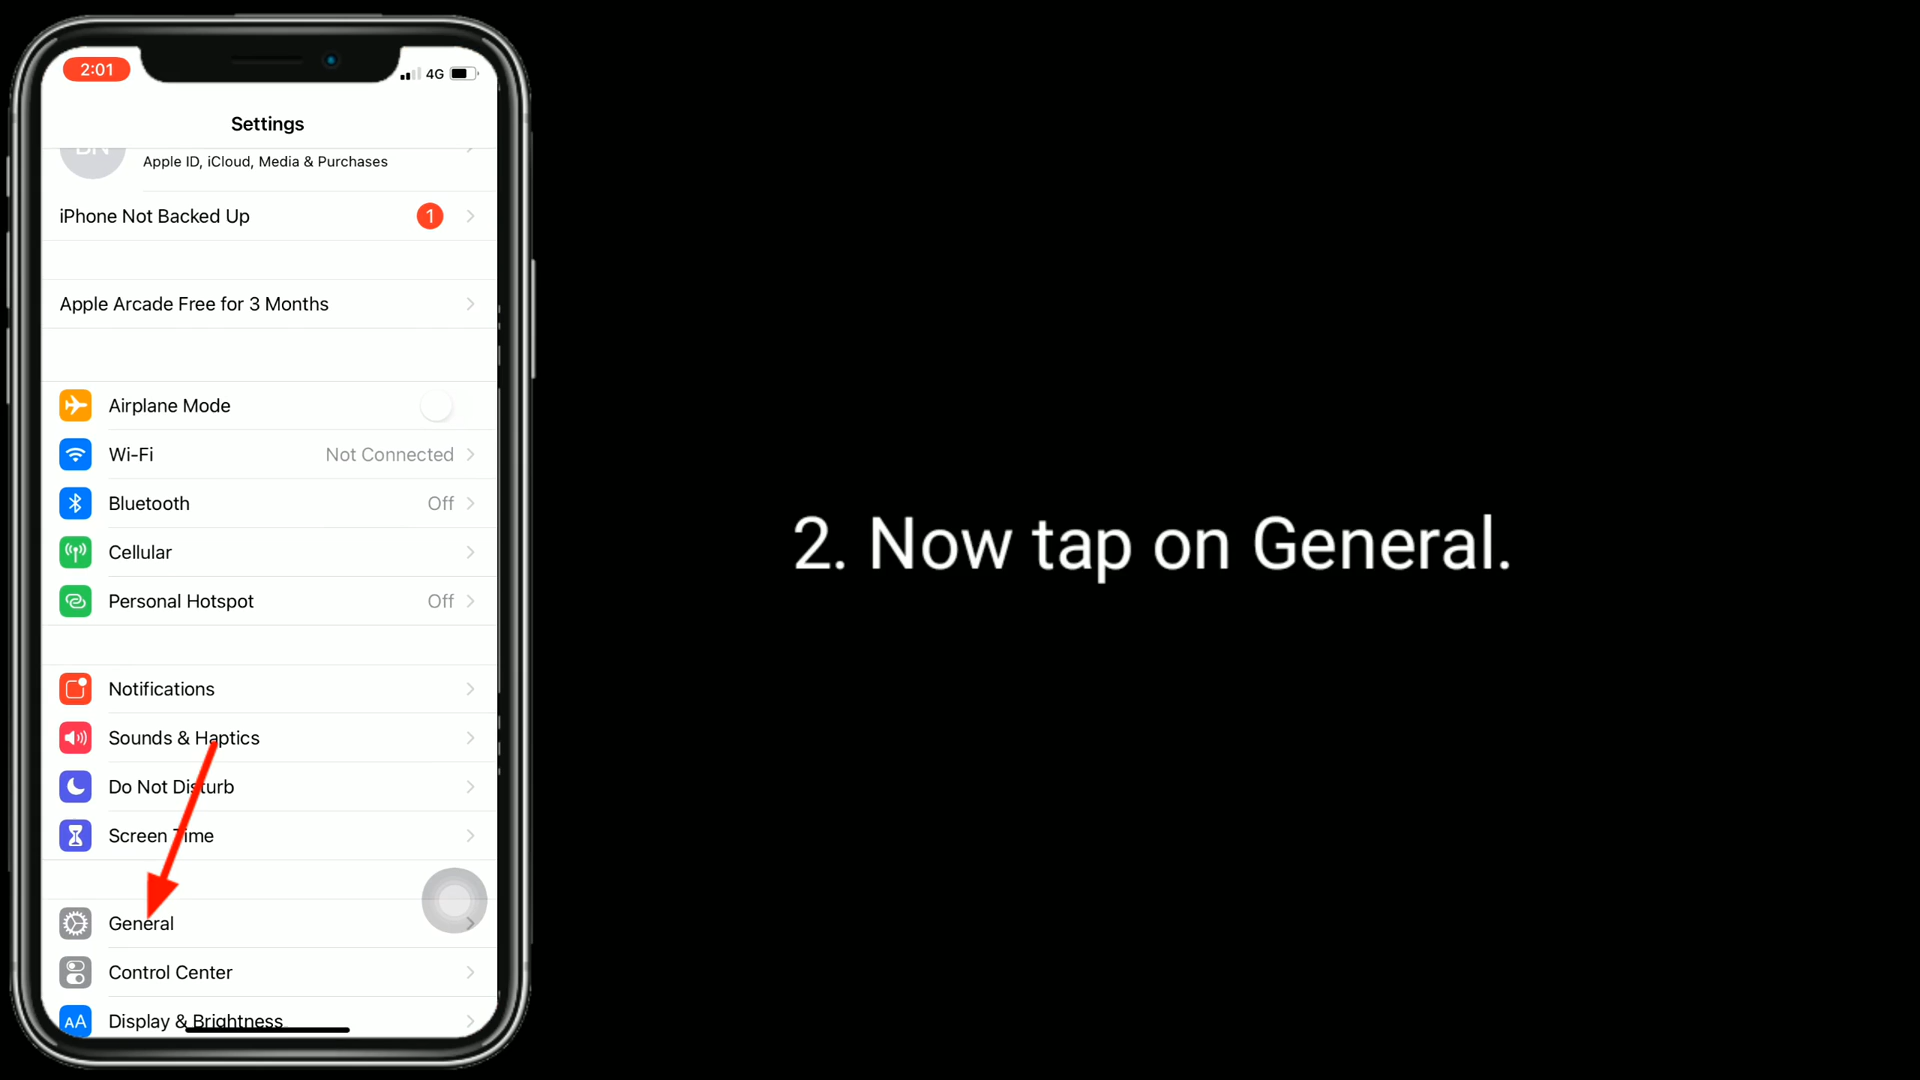 2:01
4G
Settings
Apple ID, iCloud, Media & Purchases
iPhone Not Backed Up
1
Apple Arcade Free for 3 Months
Airplane Mode
Wi-Fi Not Connected
Bluetooth Off
Cellular
Personal Hotspot Off
Notifications
Sounds & Haptics
Do Not Disturb
Screen Time
General
Control Center
AA Display & Brightness
2. Now tap on General.